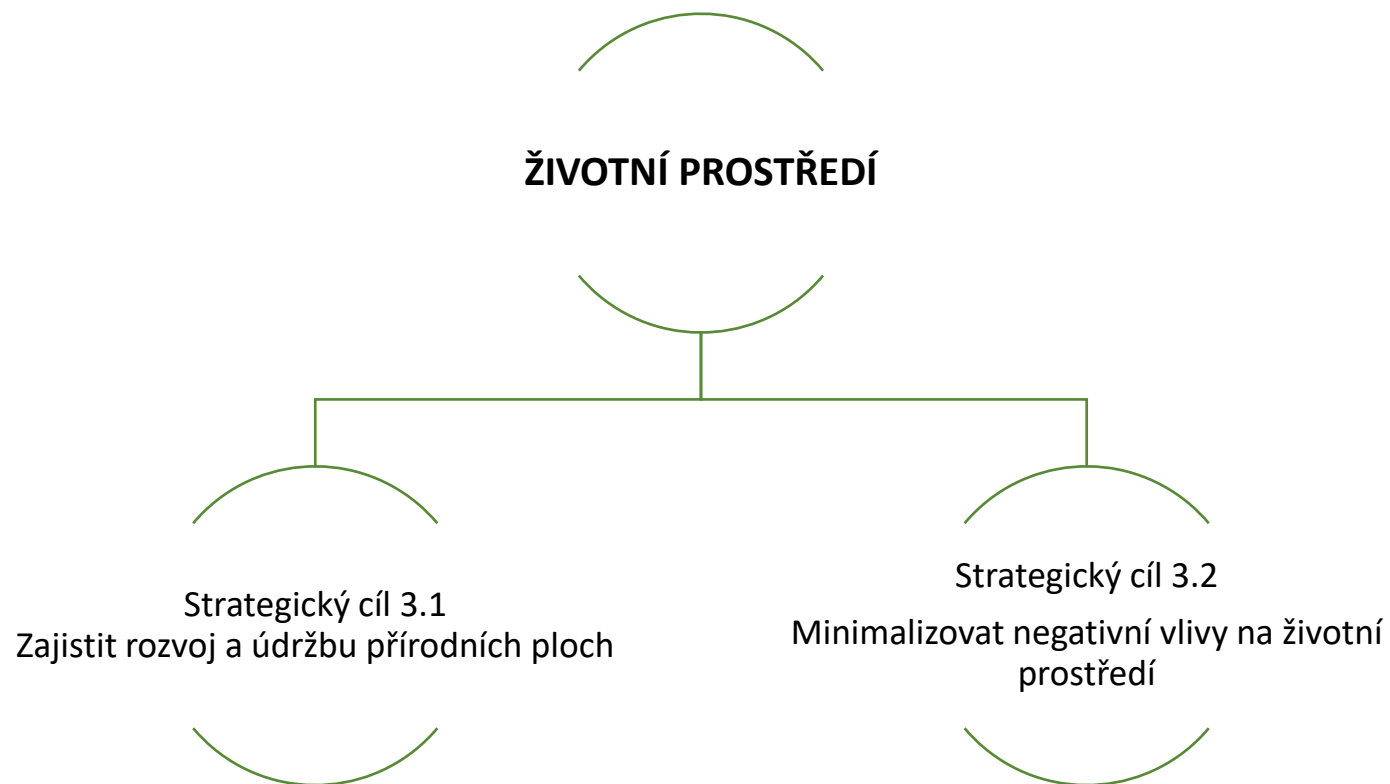 ŽIVOTNÍ PROSTŘEDÍ
Strategický cíl 3.1
Zajistit rozvoj a údržbu přírodních ploch
Strategický cíl 3.2
Minimalizovat negativní vlivy na životní
prostředí